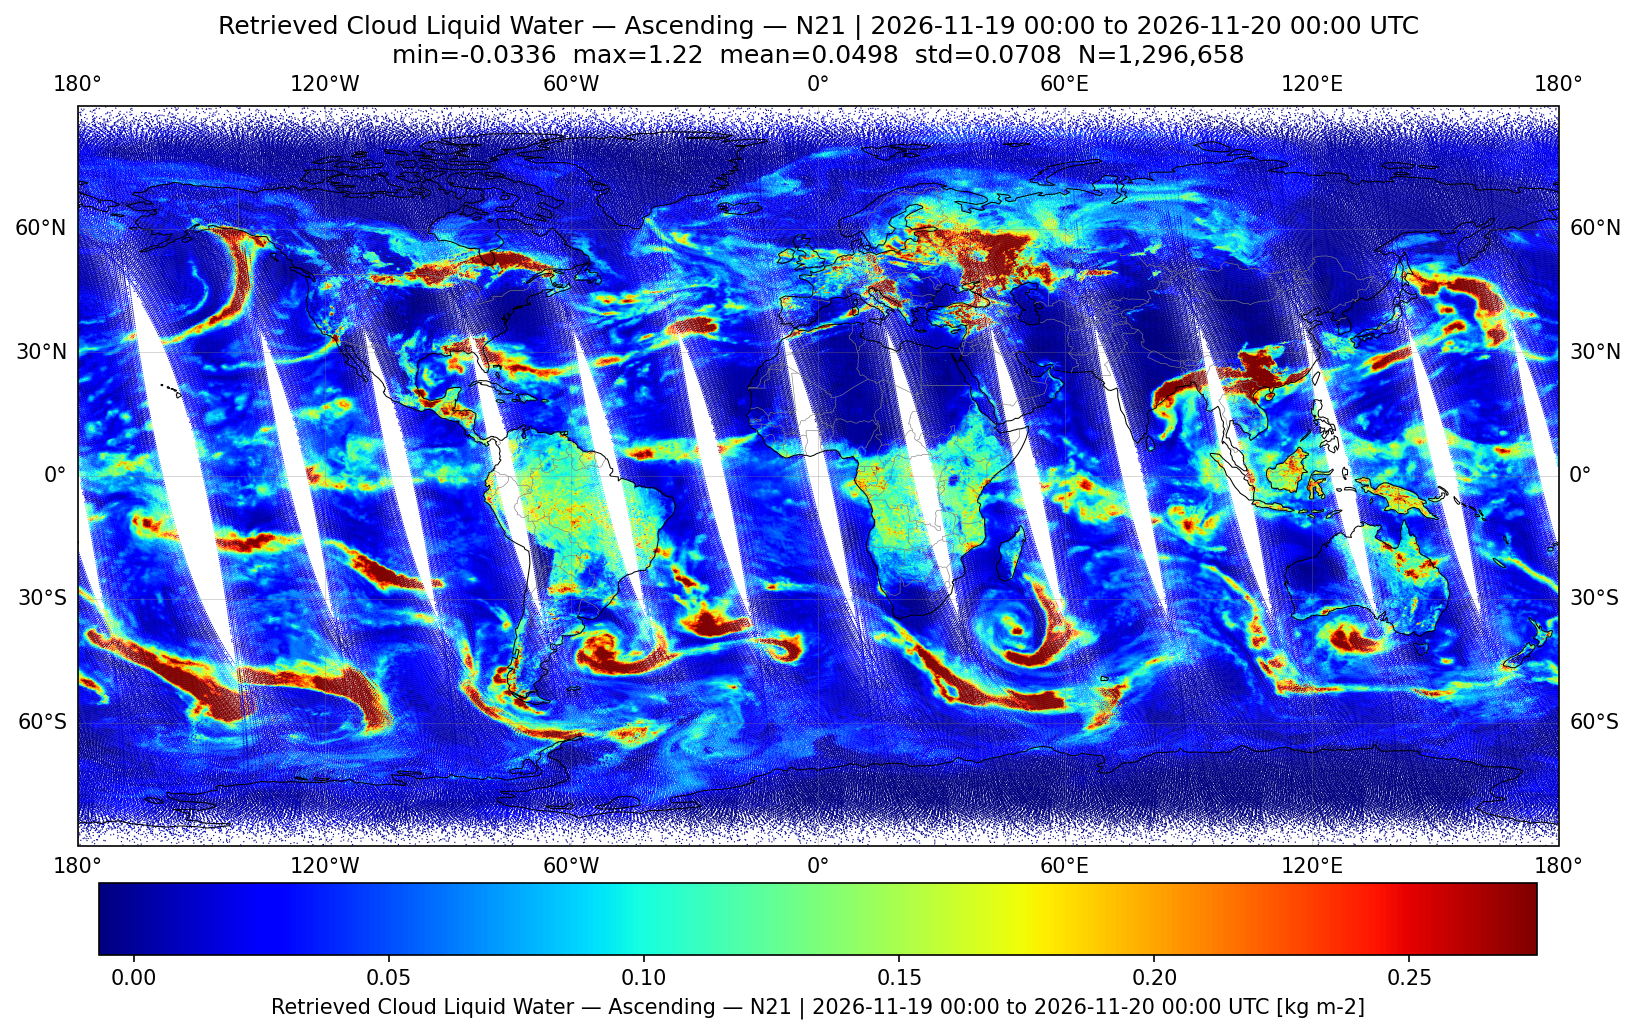 Retrieved Cloud Liquid Water — Ascending — N21 | 2026-11-19 00:00 to 2026-11-20 00:00 UTC
min=-0.0336 max=1.22 mean=0.0498 std=0.0708 N=1,296,658
180° 120°W 60°W 0° 60°E 120°E 180°
60°N 60°N
30°N 30°N
0° 0°
30°S 30°S
60°S 60°S
180° 120°W 60°W 0° 60°E 120°E 180°
0.00 0.05 0.10 0.15 0.20 0.25
Retrieved Cloud Liquid Water — Ascending — N21 | 2026-11-19 00:00 to 2026-11-20 00:00 UTC [kg m-2]